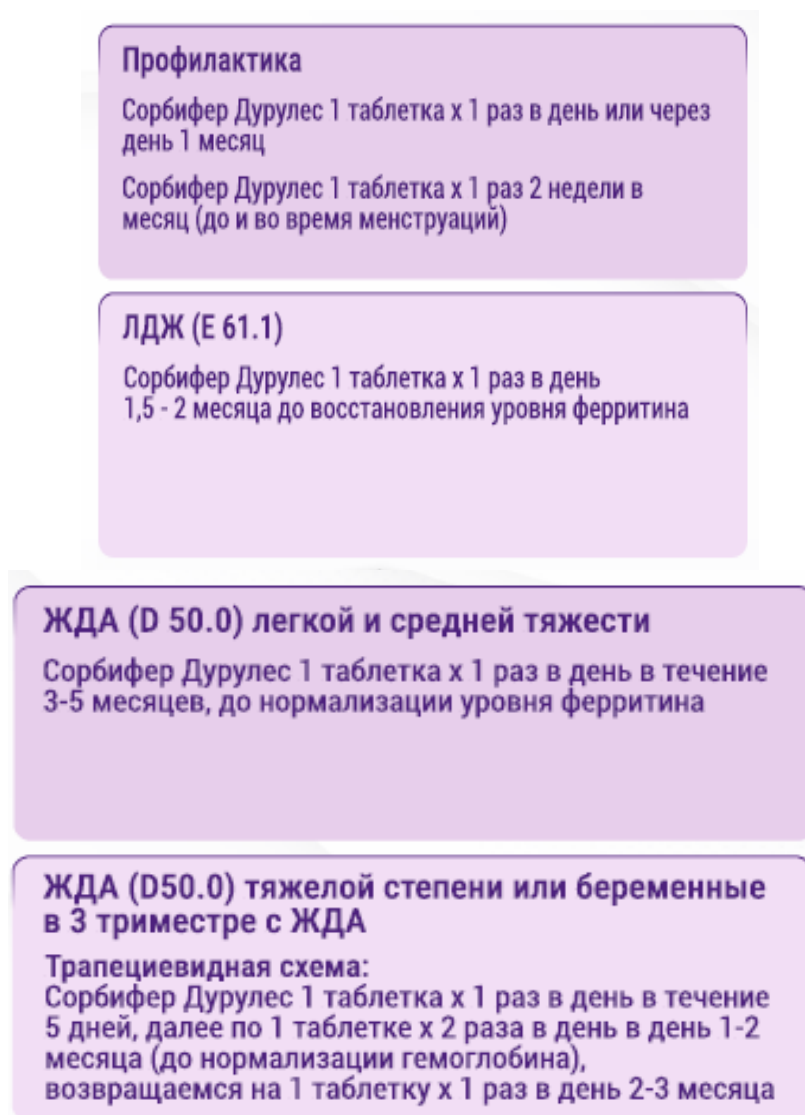 Профилактика
Сорбифер Дурулес 1 таблетка х 1 раз в день или через
день 1 месяц
Сорбифер Дурулес 1 таблетка х 1 раз 2 недели в
месяц (до и во время менструаций)
ЛДЖ (Е 61.1)
Сорбифер Дурулес 1 таблетка х 1 раз в день
1,5 - 2 месяца до восстановления уровня ферритина
ЖДА (D 50.0) легкой и средней тяжести
Сорбифер Дурулес 1 таблетка х 1 раз в день в течение
3-5 месяцев, до нормализации уровня ферритина
ЖДА (D50.0) тяжелой степени или беременные
в 3 триместре с ЖДА
Трапециевидная схема:
Сорбифер Дурулес 1 таблетка х 1 раз в день в течение
5 дней, далее по 1 таблетке х 2 раза в день в день 1-2
месяца (до нормализации гемоглобина),
возвращаемся на 1 таблетку х 1 раз в день 2-3 месяца